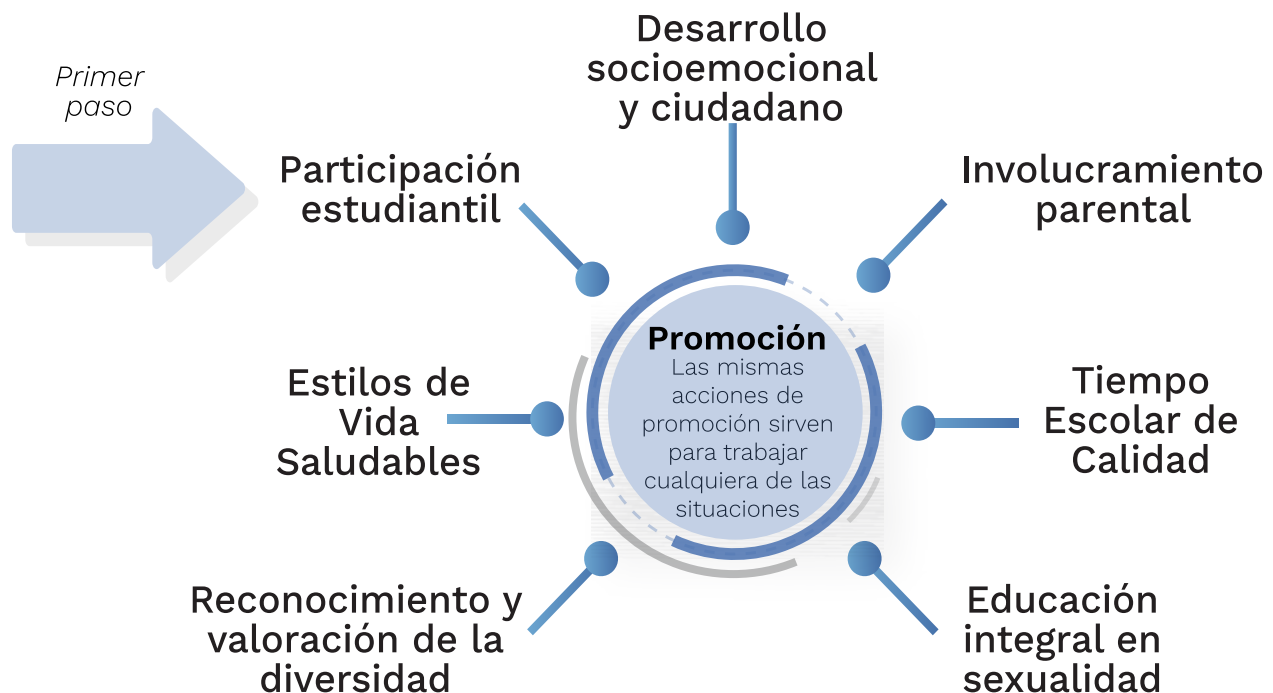 Primer
paso
Desarrollo
socioemocional
y ciudadano
Participación
estudiantil
Involucramiento
parental
Promoción
Las mismas
acciones de
promoción sirven
para trabajar
cualquiera de las
situaciones
Estilos de
Vida
Saludables
Tiempo
Escolar de
Calidad
Reconocimiento y
valoración de la
diversidad
Educación
integral en
sexualidad